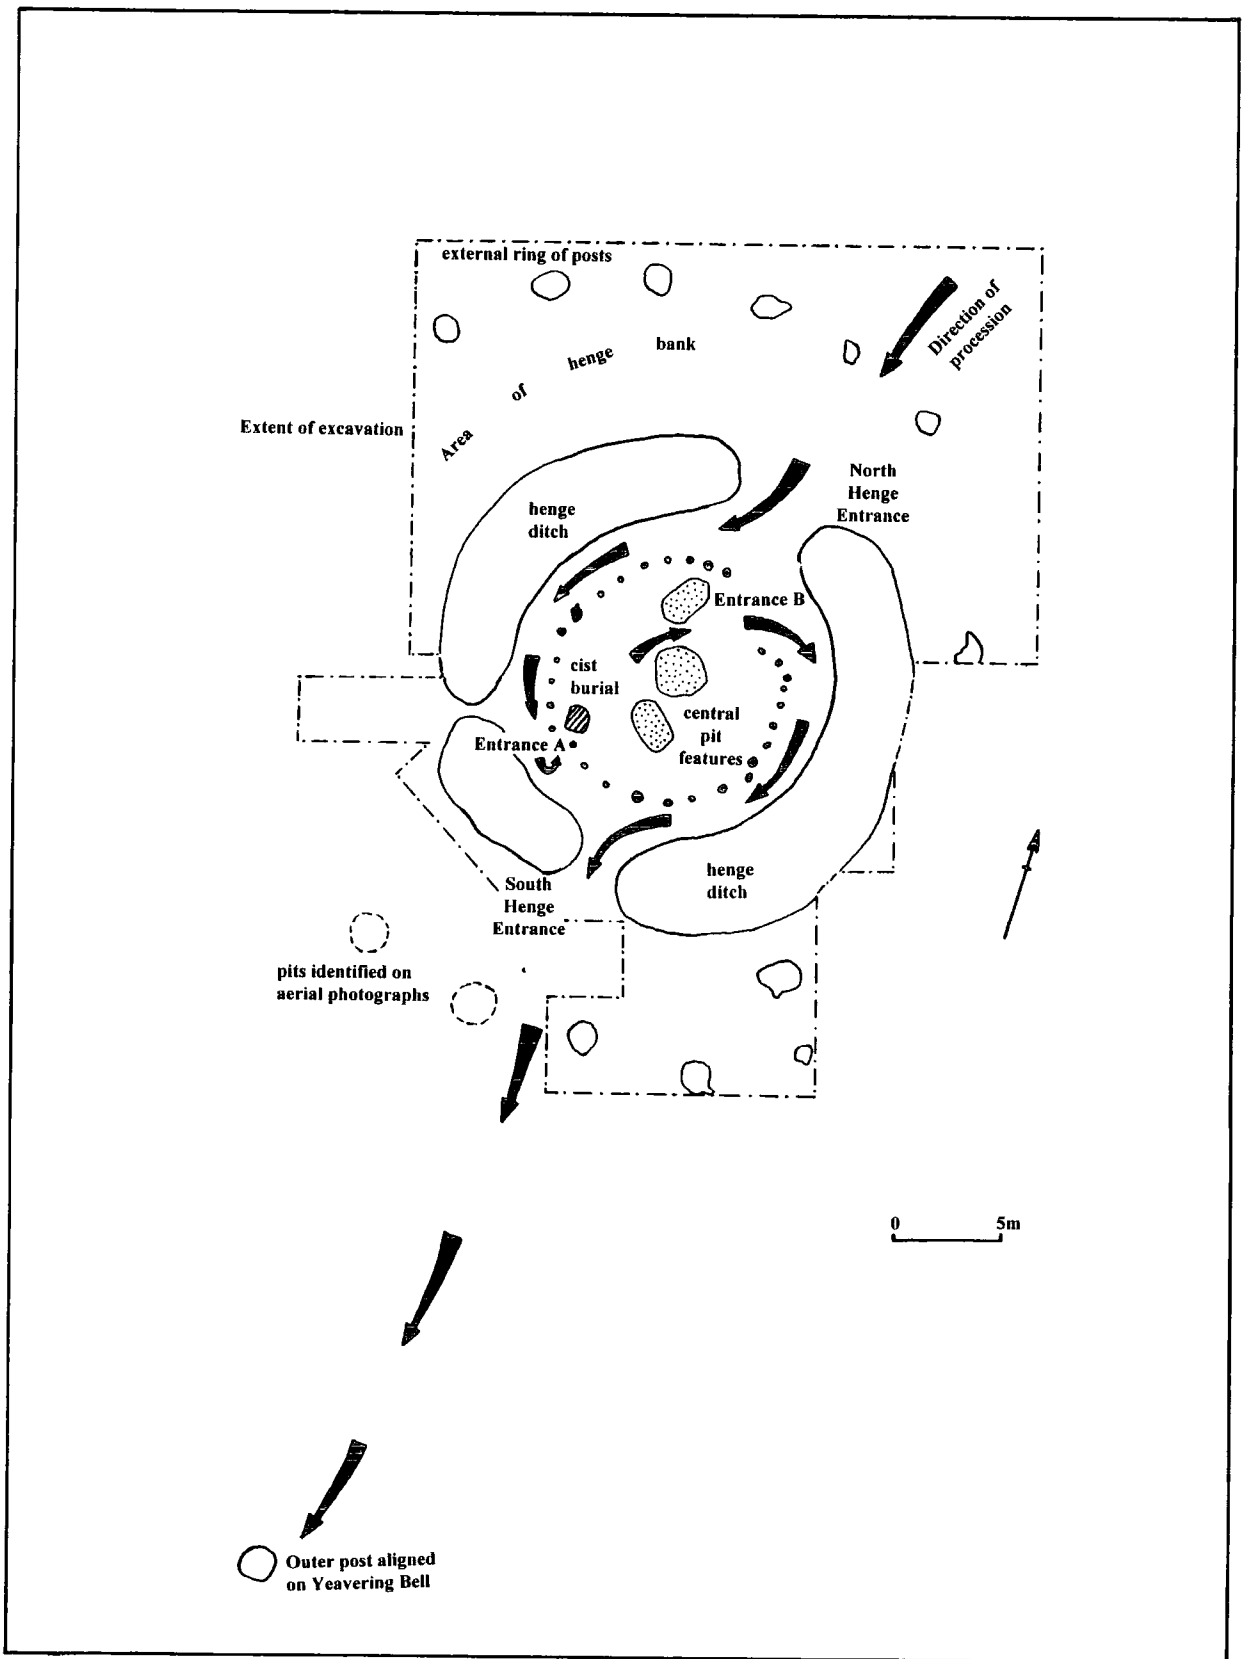 external ring of posts
Direction of
procession
Area of henge bank
Extent of excavation
North
Henge
Entrance
henge
ditch
Entrance B
cist
burial
central
pit
features
Entrance A
henge
ditch
South
Henge
Entrance
pits identified on
aerial photographs
0 5m
Outer post aligned
on Yeavering Bell